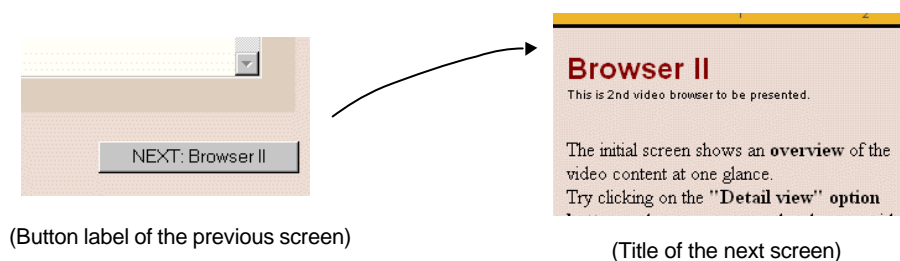 1 2
NEXT: Browser II
(Button label of the previous screen)
Browser II
This is 2nd video browser to be presented.
The initial screen shows an overview of the
video content at one glance.
Try clicking on the "Detail view" option
(Title of the next screen)